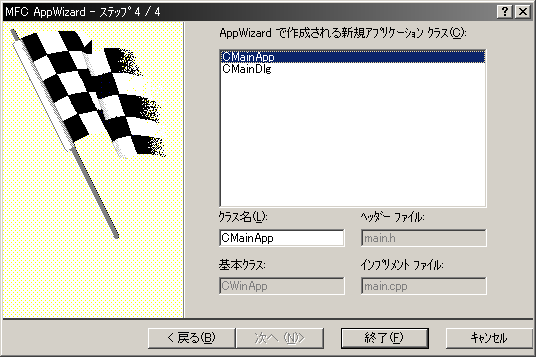 MFC AppWizard - ｽﾃｯﾌﾟ 4 / 4
AppWizard で作成される新規ｱﾌﾟﾘｹｰｼｮﾝ ｸﾗｽ(C):
CMainApp
CMainDlg
ｸﾗｽ名(L):
ﾍｯﾀﾞｰ ﾌｧｲﾙ:
CMainApp
main.h
基本ｸﾗｽ:
ｲﾝﾌﾟﾘﾒﾝﾄ ﾌｧｲﾙ:
CWinApp
main.cpp
< 戻る(B)
次へ (N)>
終了(F)
ｷｬﾝｾﾙ